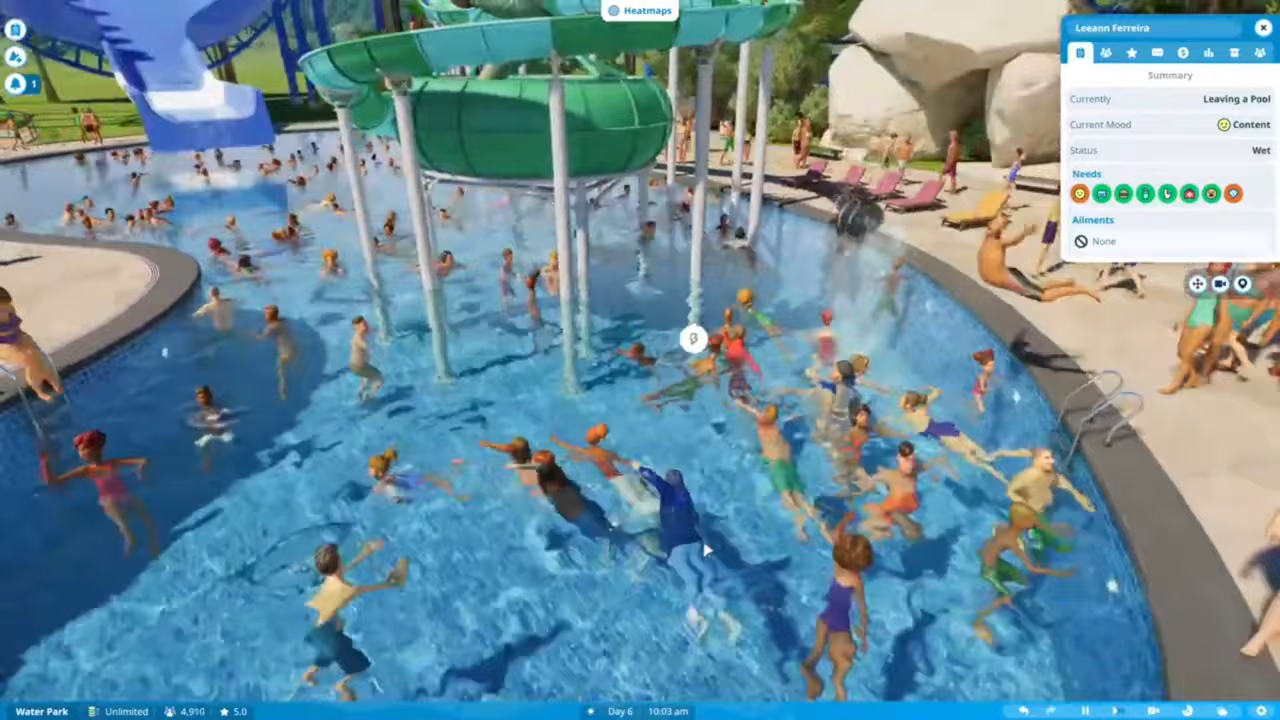 Heatmaps
1
Leeann Ferreira
Summary
Currently Leaving a Pool
Current Mood Content
Status Wet
Needs
Ailments
None
Water Park Unlimited 4,910 5.0 Day 6 10:03 am